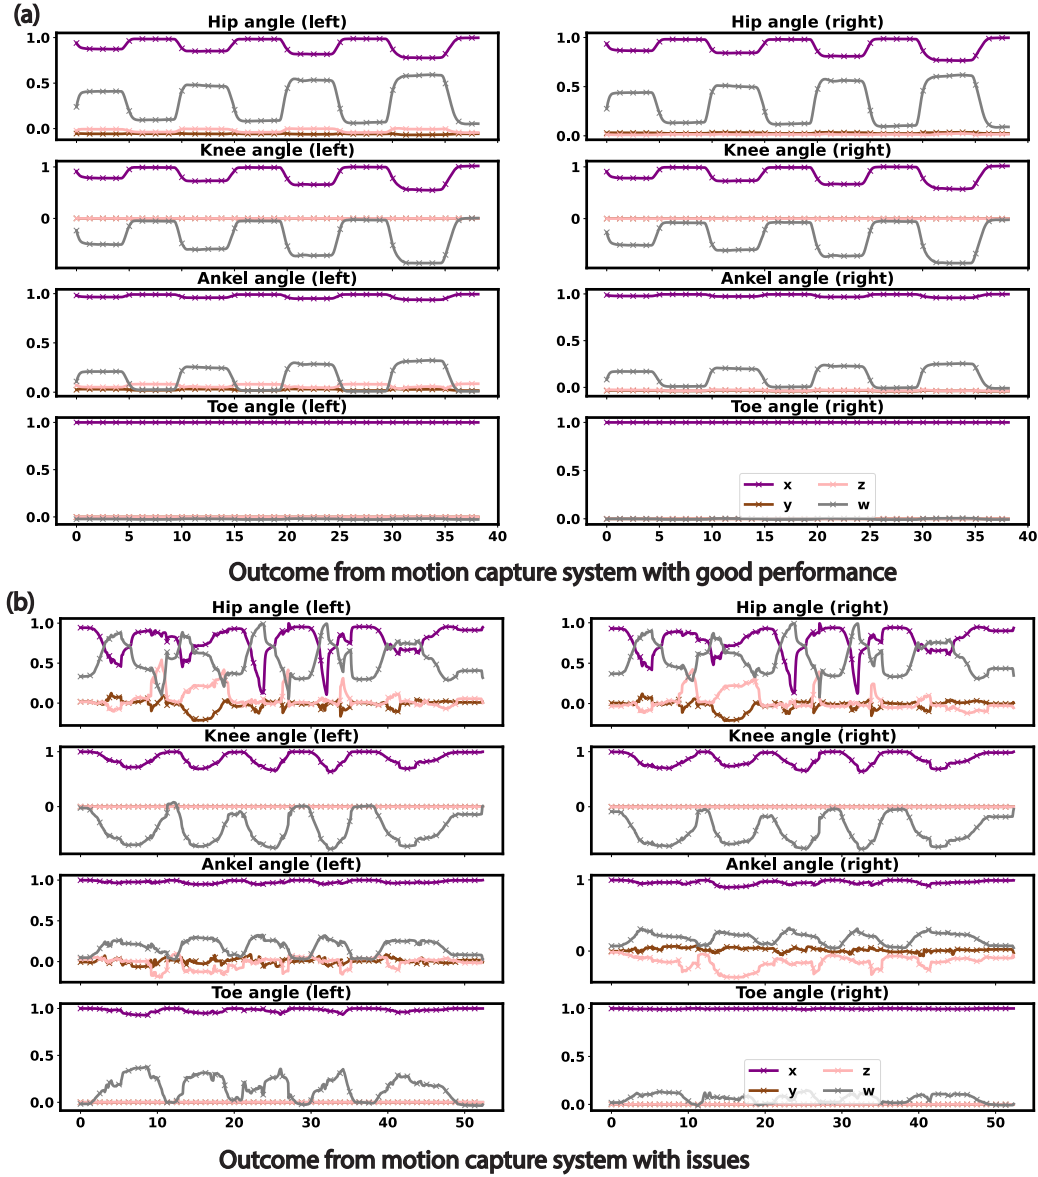 (a)
Hip angle (left) Hip angle (right)
1.0 1.0
0.5 0.5
0.0 0.0
Knee angle (left) Knee angle (right)
1 1
0 0
Ankel angle (left) Ankel angle (right)
1.0 1.0
0.5 0.5
0.0 0.0
Toe angle (left) Toe angle (right)
1.0 1.0
0.5 0.5
x z
y w
0.0 0.0
0 5 10 15 20 25 30 35 40 0 5 10 15 20 25 30 35 40
Outcome from motion capture system with good performance
(b)
Hip angle (left) Hip angle (right)
1.0 1.0
0.5 0.5
0.0 0.0
Knee angle (left) Knee angle (right)
1 1
0 0
Ankel angle (left) Ankel angle (right)
1.0 1
0.5
0.0 0
Toe angle (left) Toe angle (right)
1.0 1.0
0.5 0.5
x z
y w
0.0 0.0
0 10 20 30 40 50 0 10 20 30 40 50
Outcome from motion capture system with issues